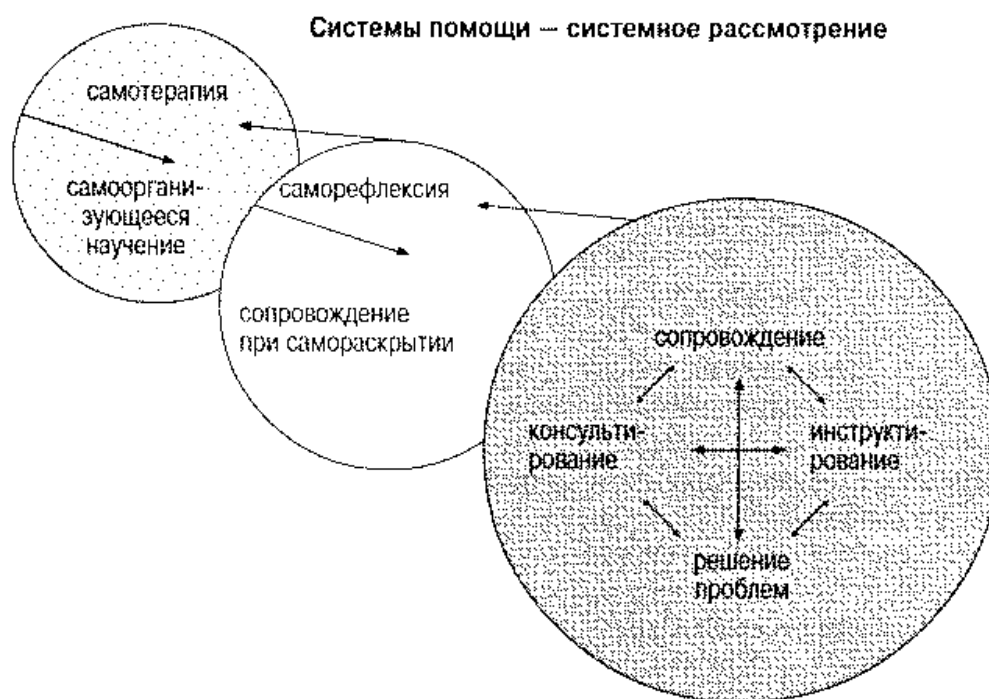 Системы помощи — системное рассмотрение
самотерапия
самооргани-
зующееся
научение
саморефлексия
сопровождение
при самораскрытии
сопровождение
консульти-
рование
инструкти-
рование
решение
проблем